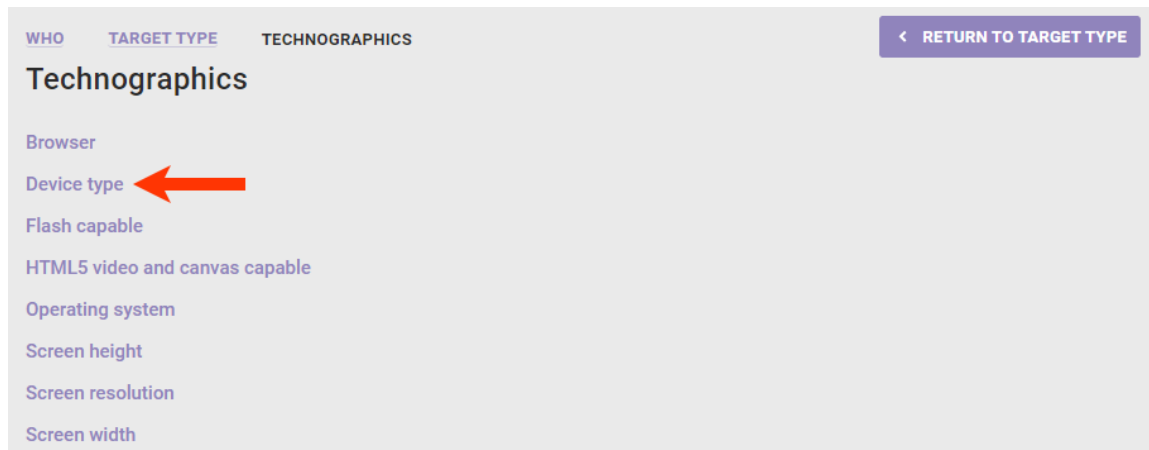 WHO TARGET TYPE TECHNOGRAPHICS
< RETURN TO TARGET TYPE
Technographics
Browser
Device type
Flash capable
HTML5 video and canvas capable
Operating system
Screen height
Screen resolution
Screen width